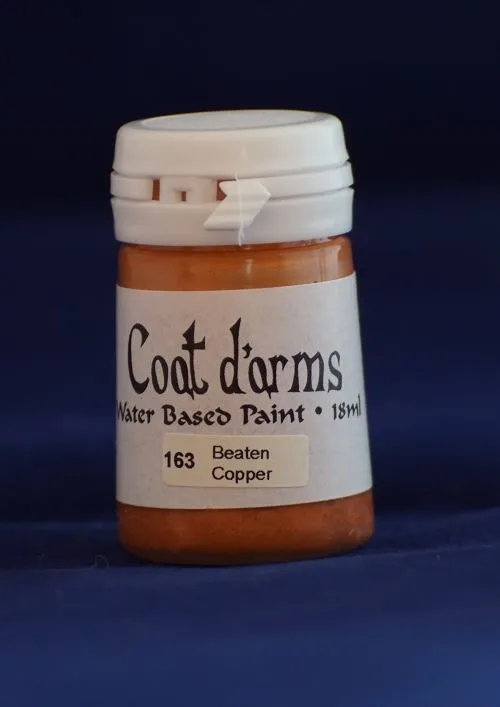 Coat d'arms
Water Based Paint • 18ml
163 Beaten
Copper